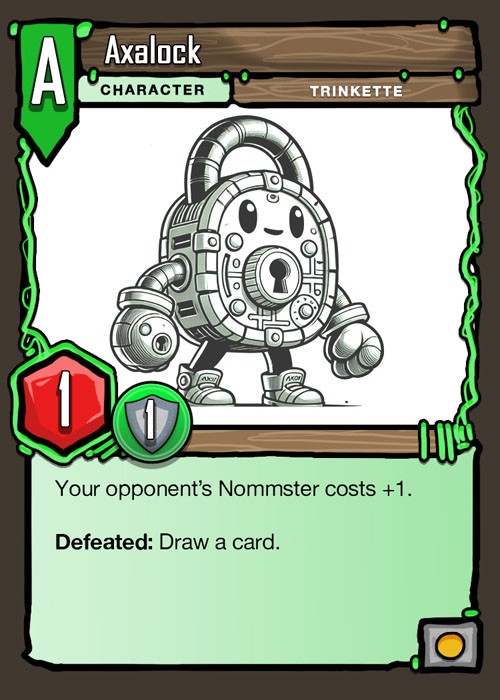 A
Axalock
CHARACTER
TRINKETTE
1
1
Your opponent's Nommster costs +1.
Defeated: Draw a card.